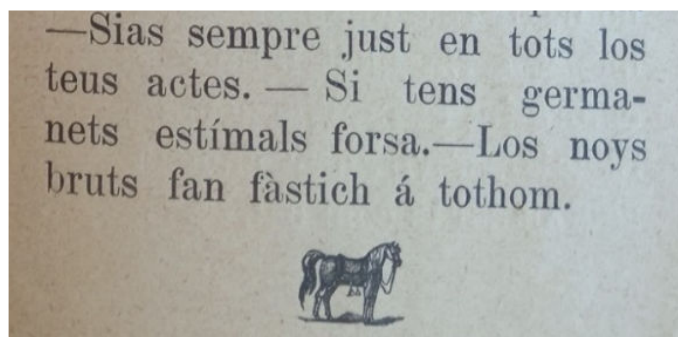 —Sias sempre just en tots los
teus actes. — Si tens germa-
nets estímals forsa.—Los noys
bruts fan fàstich á tothom.